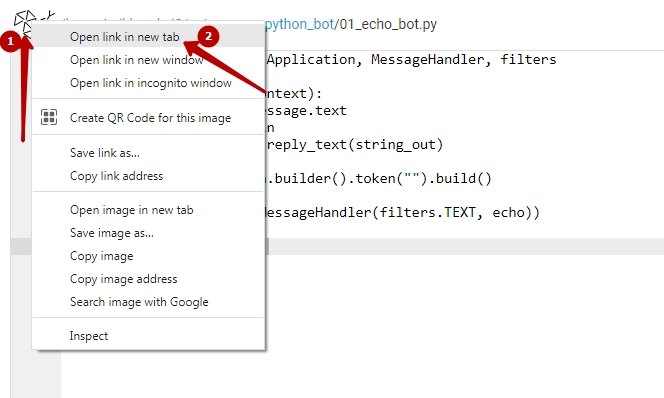 python_bot/01_echo_bot.py
1
Open link in new tab
2
Open link in new window
Application, MessageHandler, filters
Open link in incognito window
ntext):
ssage.text
Create QR Code for this image
n
reply_text(string_out)
Save link as...
Copy link address
.builder().token("").build()
Open image in new tab
essageHandler(filters.TEXT, echo))
Save image as...
Copy image
Copy image address
Search image with Google
Inspect